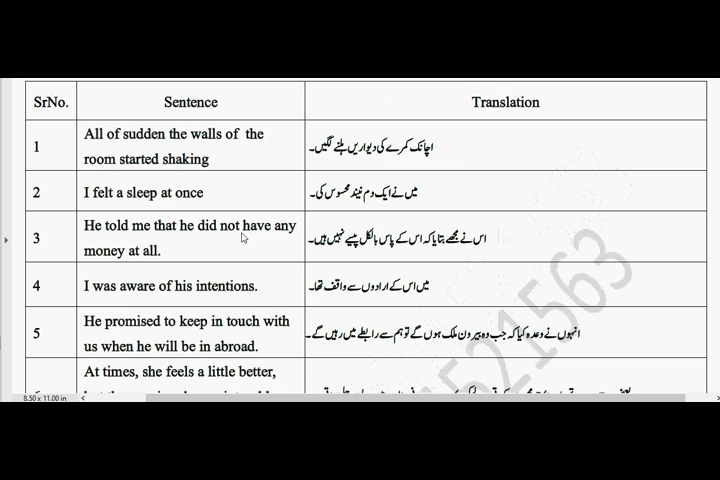 SrNo. Sentence Translation
1 All of sudden the walls of the room started shaking اچانک کمرے کی دیواریں ہلنے لگیں۔
2 I felt a sleep at once میں نے ایک دم نیند محسوس کی۔
3 He told me that he did not have any money at all. اس نے مجھے بتایا کہ اس کے پاس بالکل پیسے نہیں ہیں۔
4 I was aware of his intentions. میں اس کے ارادوں سے واقف تھا۔
5 He promised to keep in touch with us when he will be in abroad. انہوں نے وعدہ کیا کہ جب وہ بیرون ملک ہوں گے تو ہم سے رابطے میں رہیں گے۔
At times, she feels a little better,
8.50 x 11.00 in
521563